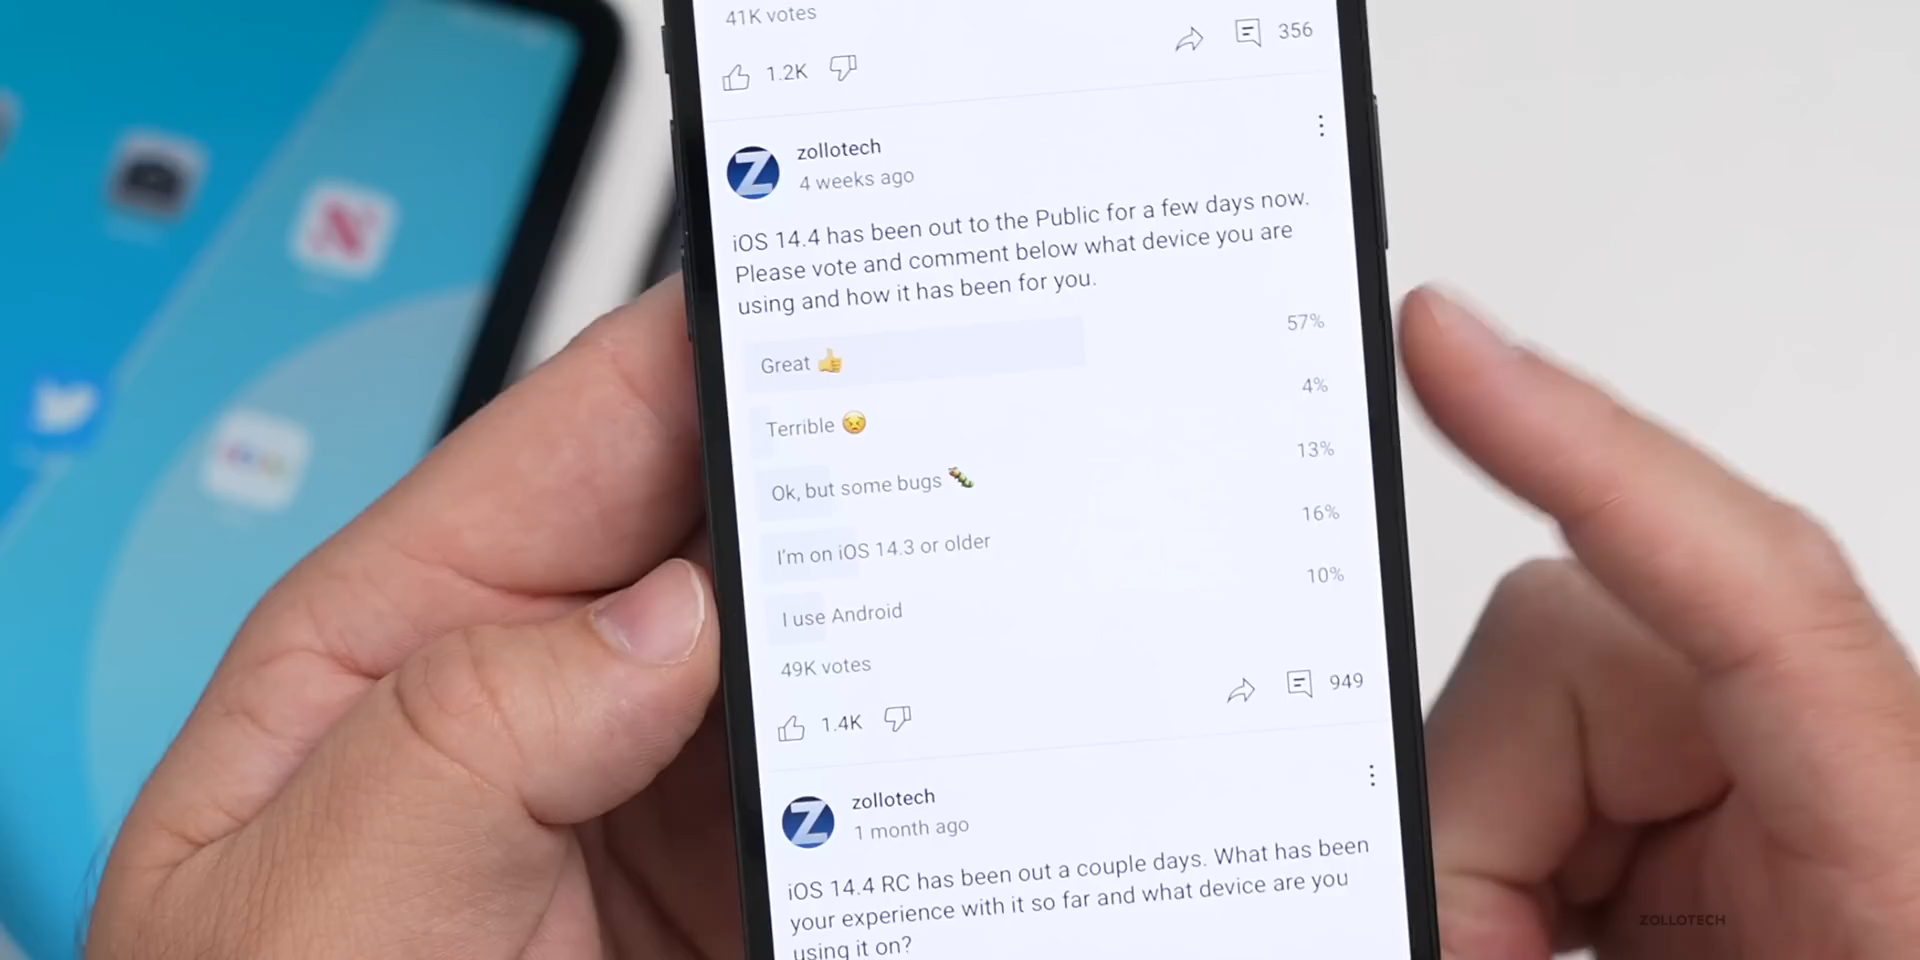 41K votes
1.2K
356
zollotech
4 weeks ago
iOS 14.4 has been out to the Public for a few days now.
Please vote and comment below what device you are
using and how it has been for you.
Great 👍 57%
Terrible 😣 4%
Ok, but some bugs 🐛 13%
I'm on iOS 14.3 or older 16%
I use Android 10%
49K votes
1.4K
949
zollotech
1 month ago
iOS 14.4 RC has been out a couple days. What has been
your experience with it so far and what device are you
using it on?
ZOLLOTECH